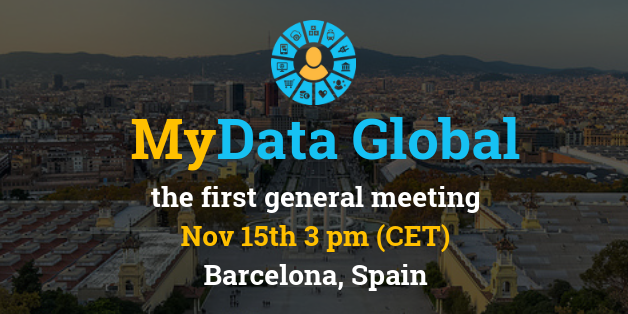 MyData Global
the first general meeting
Nov 15th 3 pm (CET)
Barcelona, Spain